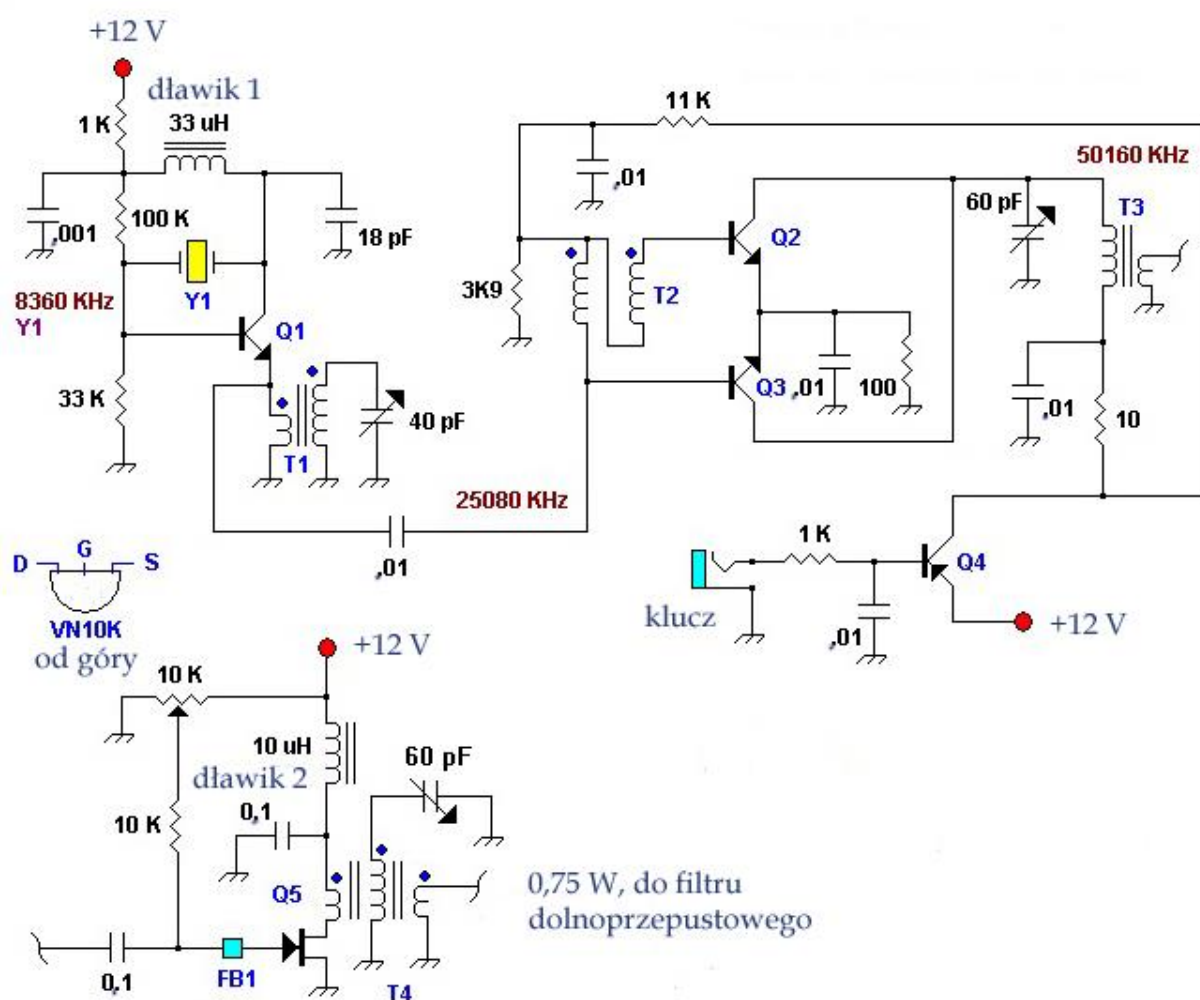 +12 V
dławik 1
1 K
33 uH
,001
100 K
18 pF
Y1
8360 KHz
Y1
Q1
33 K
T1
40 pF
25080 KHz
,01
11 K
,01
3K9
T2
Q2
Q3
,01
100
50160 KHz
60 pF
T3
,01
10
1 K
Q4
klucz
,01
+12 V
D
G
S
VN10K
od góry
+12 V
10 K
10 uH
dławik 2
60 pF
0,1
10 K
Q5
0,75 W, do filtru
dolnoprzepustowego
0,1
FB1
T4